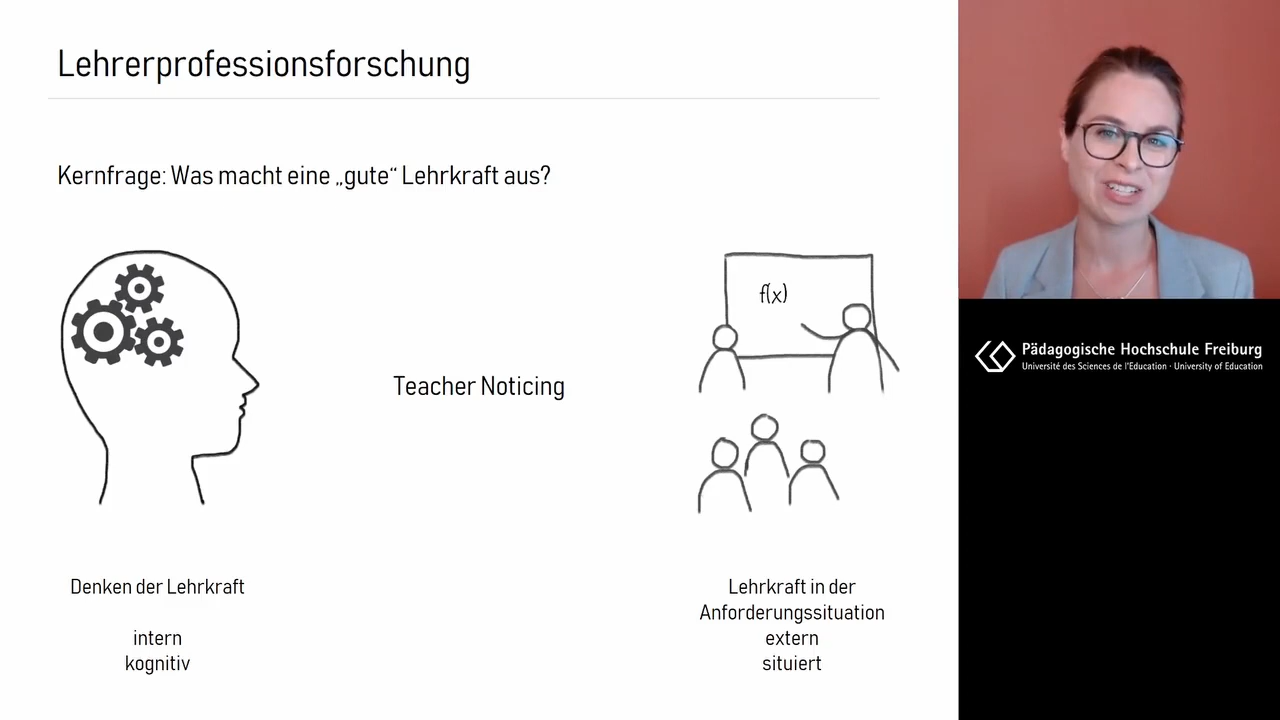 Lehrerprofessionsforschung
Kernfrage: Was macht eine „gute“ Lehrkraft aus?
f(x)
Teacher Noticing
Denken der Lehrkraft
intern
kognitiv
Lehrkraft in der
Anforderungssituation
extern
situiert
Pädagogische Hochschule Freiburg
Université des Sciences de l'Education · University of Education